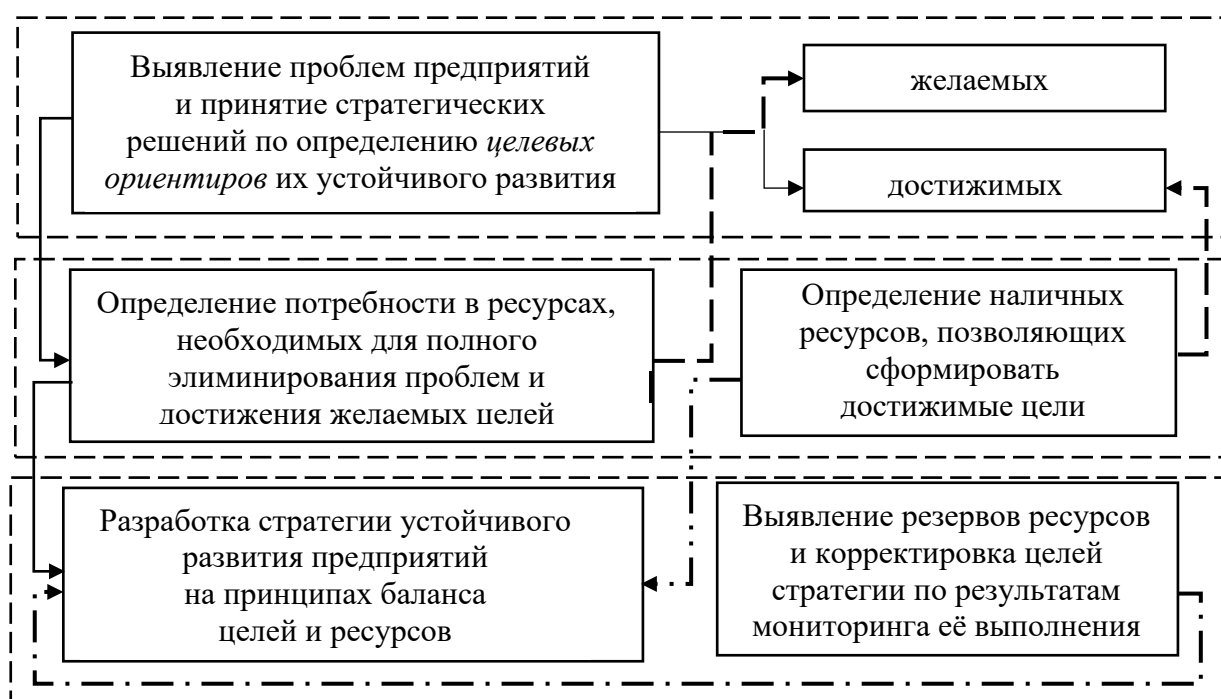 Выявление проблем предприятий
и принятие стратегических
решений по определению целевых
ориентиров их устойчивого развития
желаемых
достижимых
Определение потребности в ресурсах,
необходимых для полного
элиминирования проблем и
достижения желаемых целей
Определение наличных
ресурсов, позволяющих
сформировать
достижимые цели
Разработка стратегии устойчивого
развития предприятий
на принципах баланса
целей и ресурсов
Выявление резервов ресурсов
и корректировка целей
стратегии по результатам
мониторинга её выполнения